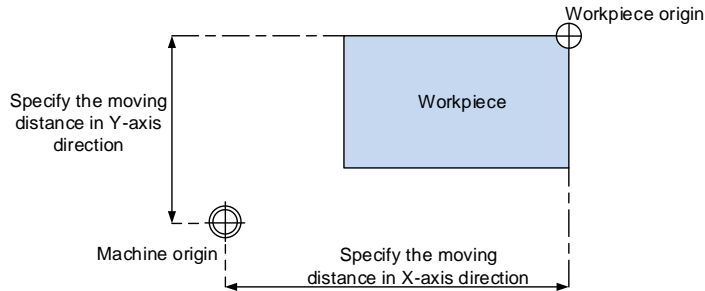 Workpiece origin
Specify the moving
distance in Y-axis
direction
Workpiece
Machine origin
Specify the moving
distance in X-axis direction